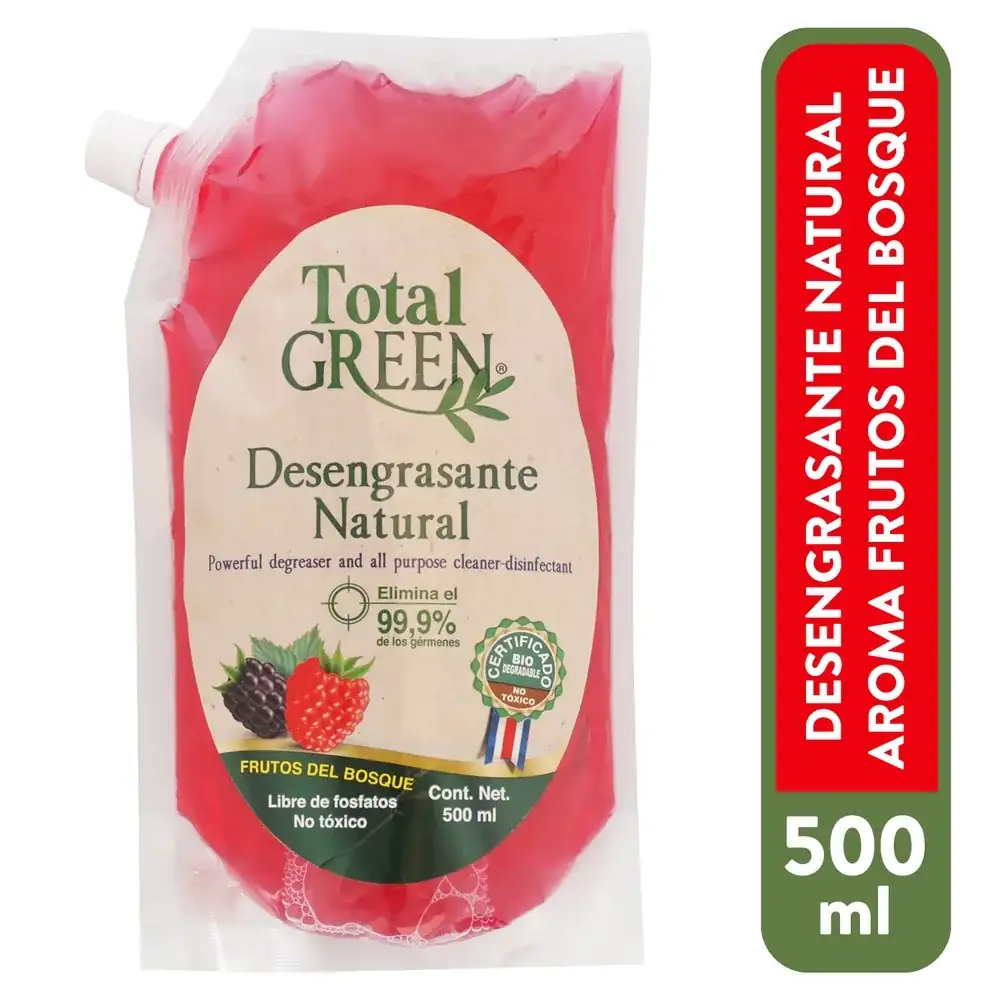 Total
GREEN®
Desengrasante
Natural
Powerful degreaser and all purpose cleaner-disinfectant
Elimina el
99,9%
de los gérmenes
CERTIFICADO
BIO
DEGRADABLE
NO
TÓXICO
FRUTOS DEL BOSQUE
Libre de fosfatos
No tóxico
Cont. Net.
500 ml
DESENGRASANTE NATURAL
AROMA FRUTOS DEL BOSQUE
500
ml